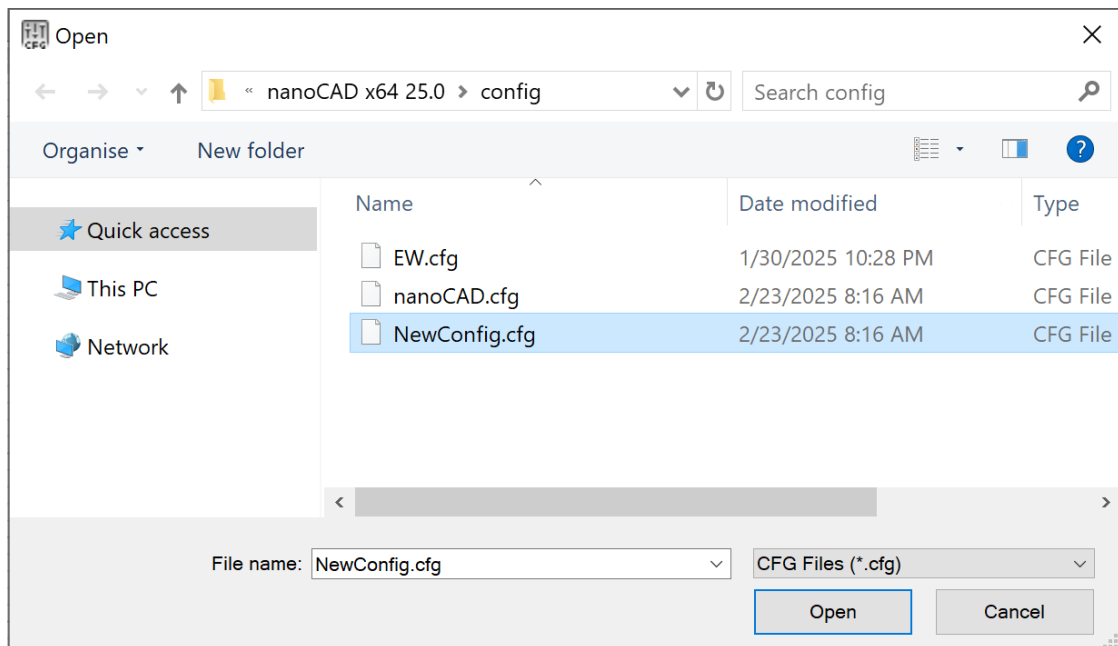 CFG Open
« nanoCAD x64 25.0 > config Search config
Organise New folder ?
Name Date modified Type
Quick access
EW.cfg 1/30/2025 10:28 PM CFG File
This PC
nanoCAD.cfg 2/23/2025 8:16 AM CFG File
Network
NewConfig.cfg 2/23/2025 8:16 AM CFG File
File name: NewConfig.cfg CFG Files (*.cfg)
Open Cancel